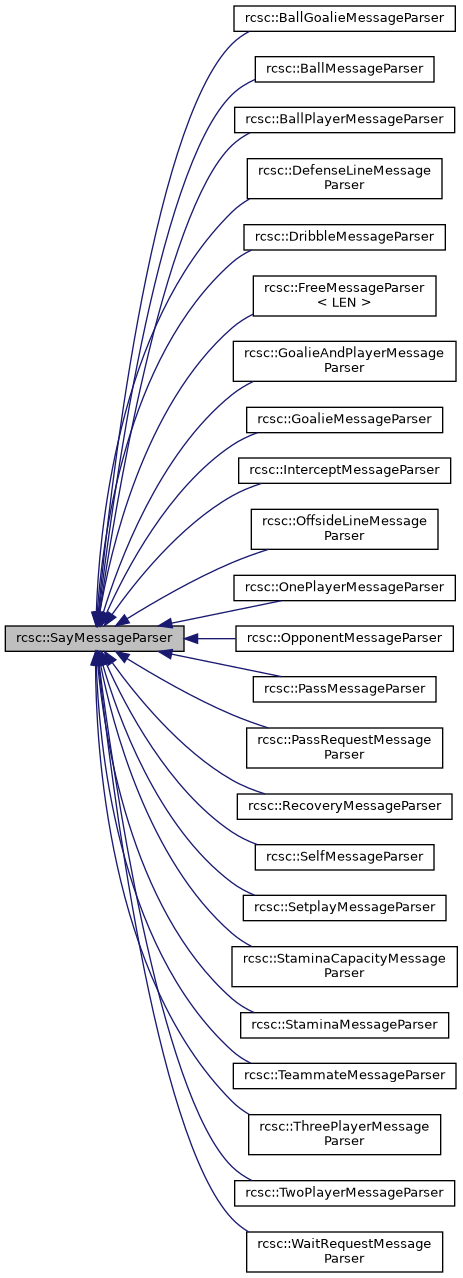 rcsc::BallGoalieMessageParser
rcsc::BallMessageParser
rcsc::BallPlayerMessageParser
rcsc::DefenseLineMessage
Parser
rcsc::DribbleMessageParser
rcsc::FreeMessageParser
< LEN >
rcsc::GoalieAndPlayerMessage
Parser
rcsc::GoalieMessageParser
rcsc::InterceptMessageParser
rcsc::OffsideLineMessage
Parser
rcsc::OnePlayerMessageParser
rcsc::SayMessageParser
rcsc::OpponentMessageParser
rcsc::PassMessageParser
rcsc::PassRequestMessage
Parser
rcsc::RecoveryMessageParser
rcsc::SelfMessageParser
rcsc::SetplayMessageParser
rcsc::StaminaCapacityMessage
Parser
rcsc::StaminaMessageParser
rcsc::TeammateMessageParser
rcsc::ThreePlayerMessage
Parser
rcsc::TwoPlayerMessageParser
rcsc::WaitRequestMessage
Parser